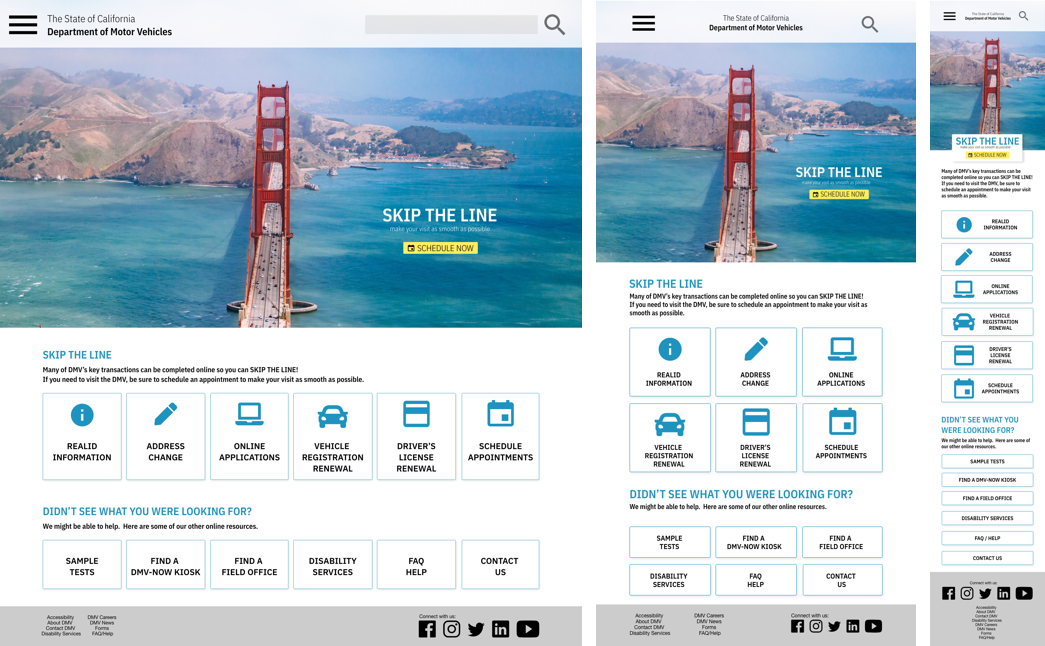 The State of California
Department of Motor Vehicles
SKIP THE LINE
make your visit as smooth as possible
SCHEDULE NOW
SKIP THE LINE
Many of DMV's key transactions can be completed online so you can SKIP THE LINE!
If you need to visit the DMV, be sure to schedule an appointment to make your visit as smooth as possible.
REALID
INFORMATION
ADDRESS
CHANGE
ONLINE
APPLICATIONS
VEHICLE
REGISTRATION
RENEWAL
DRIVER'S
LICENSE
RENEWAL
SCHEDULE
APPOINTMENTS
DIDN'T SEE WHAT YOU WERE LOOKING FOR?
We might be able to help. Here are some of our other online resources.
SAMPLE
TESTS
FIND A
DMV-NOW KIOSK
FIND A
FIELD OFFICE
DISABILITY
SERVICES
FAQ
HELP
CONTACT
US
Accessibility
About DMV
Contact DMV
Disability Services
DMV Careers
DMV News
Forms
FAQ/Help
Connect with us:
The State of California
Department of Motor Vehicles
SKIP THE LINE
make your visit as smooth as possible
SCHEDULE NOW
SKIP THE LINE
Many of DMV's key transactions can be completed online so you can SKIP THE LINE!
If you need to visit the DMV, be sure to schedule an appointment to make your visit as
smooth as possible.
REALID
INFORMATION
ADDRESS
CHANGE
ONLINE
APPLICATIONS
VEHICLE
REGISTRATION
RENEWAL
DRIVER'S
LICENSE
RENEWAL
SCHEDULE
APPOINTMENTS
DIDN'T SEE WHAT YOU WERE LOOKING FOR?
We might be able to help. Here are some of our other online resources.
SAMPLE
TESTS
FIND A
DMV-NOW KIOSK
FIND A
FIELD OFFICE
DISABILITY
SERVICES
FAQ
HELP
CONTACT
US
Accessibility
About DMV
Contact DMV
Disability Services
DMV Careers
DMV News
Forms
FAQ/Help
Connect with us:
The State of California
Department of Motor Vehicles
SKIP THE LINE
make your visit as smooth as possible
SCHEDULE NOW
Many of DMV's key transactions can be
completed online so you can SKIP THE LINE!
If you need to visit the DMV, be sure to
schedule an appointment to make your visit
as smooth as possible.
REALID
INFORMATION
ADDRESS
CHANGE
ONLINE
APPLICATIONS
VEHICLE
REGISTRATION
RENEWAL
DRIVER'S
LICENSE
RENEWAL
SCHEDULE
APPOINTMENTS
DIDN'T SEE WHAT YOU
WERE LOOKING FOR?
We might be able to help. Here are some of
our other online resources.
SAMPLE TESTS
FIND A DMV-NOW KIOSK
FIND A FIELD OFFICE
DISABILITY SERVICES
FAQ / HELP
CONTACT US
Connect with us:
Accessibility
About DMV
Contact DMV
Disability Services
DMV Careers
DMV News
Forms
FAQ/Help